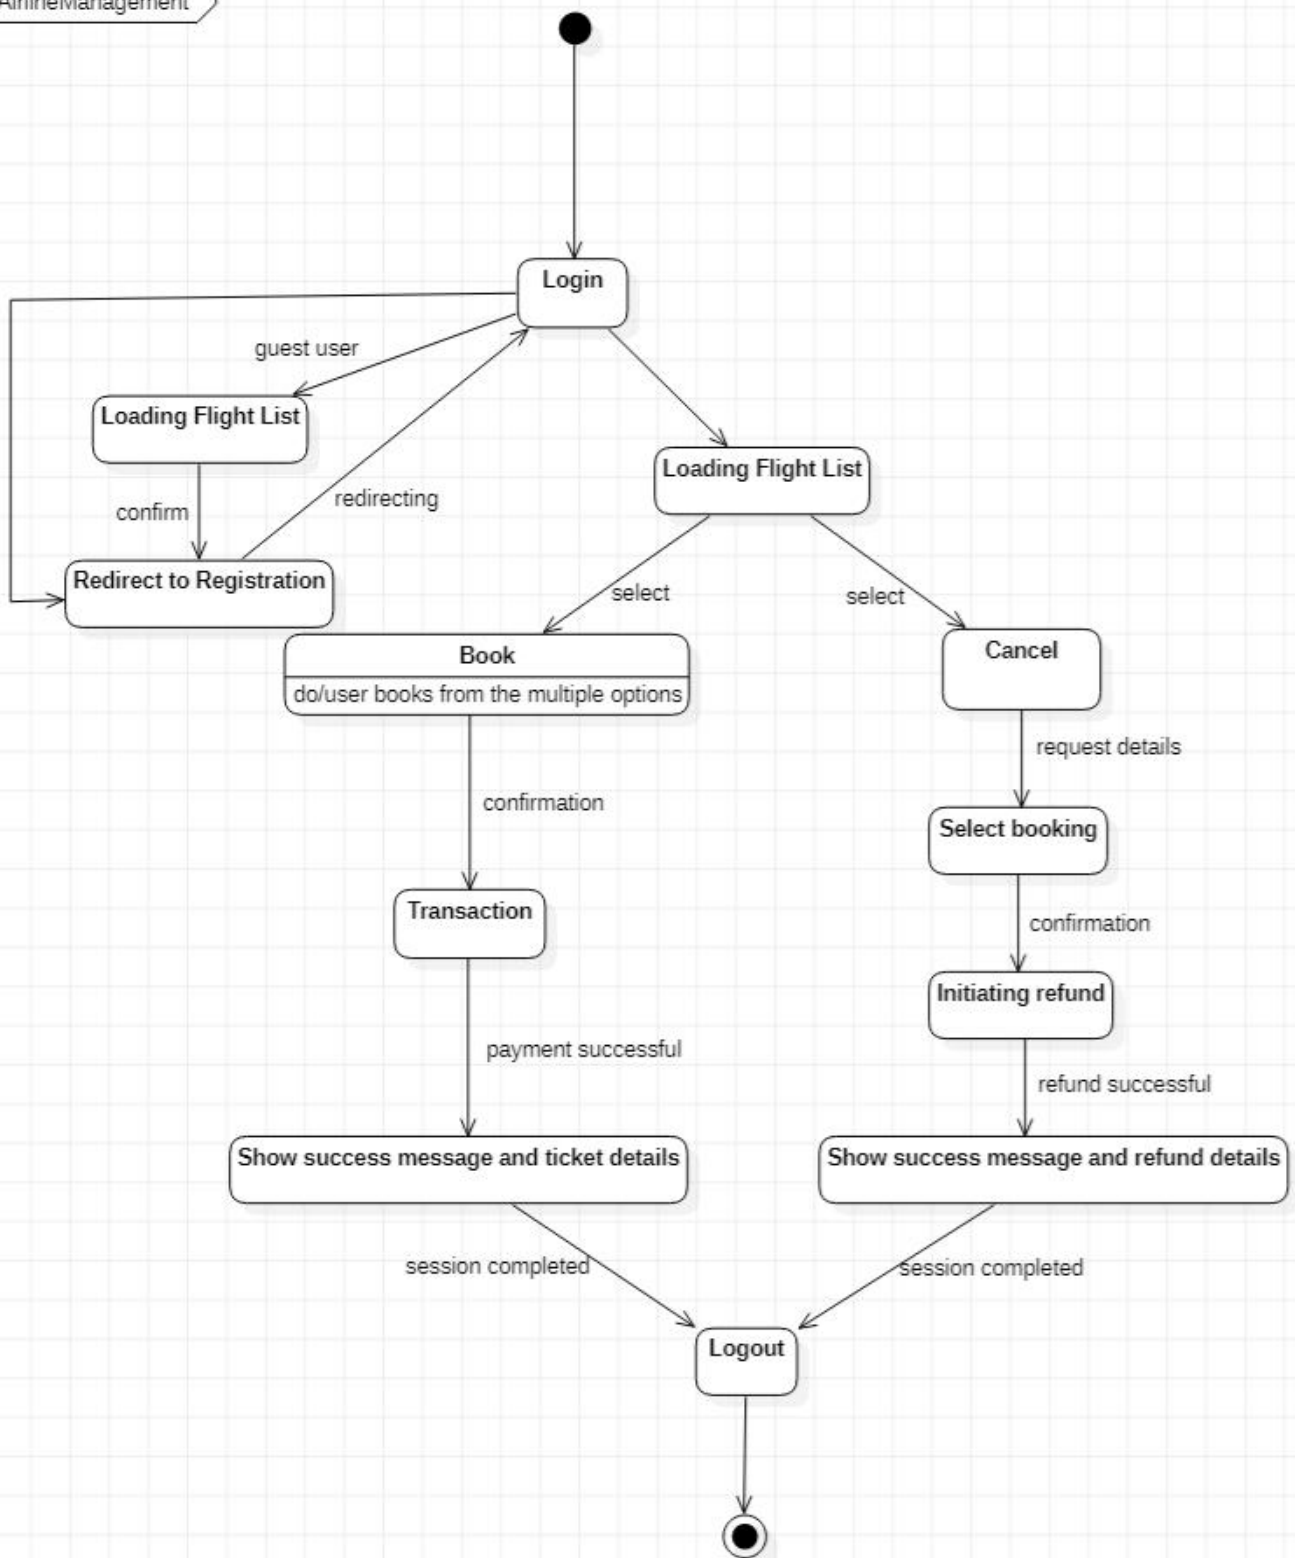 AirlineManagement
Login
guest user
Loading Flight List
Loading Flight List
redirecting
confirm
Redirect to Registration
select
select
Book
do/user books from the multiple options
Cancel
request details
confirmation
Select booking
Transaction
confirmation
Initiating refund
payment successful
refund successful
Show success message and ticket details
Show success message and refund details
session completed
session completed
Logout